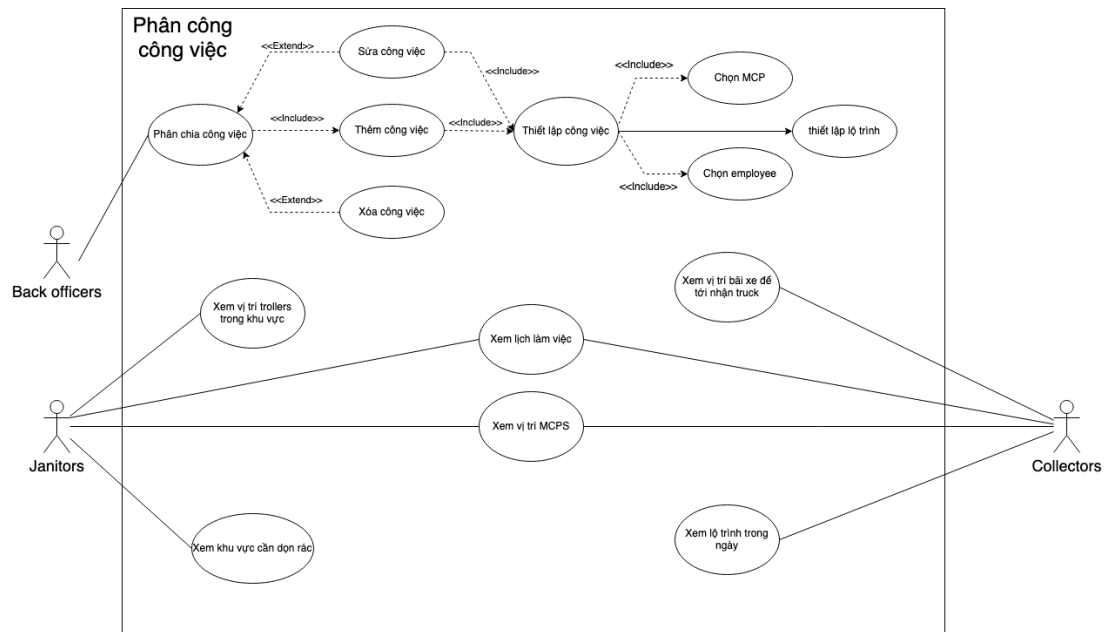 Phân công
công việc
<<Extend>>
Sửa công việc
<<Include>>
<<Include>>
Chọn MCP
Phân chia công việc
<<Include>>
Thêm công việc
<<Include>>
Thiết lập công việc
thiết lập lộ trình
Chọn employee
<<Include>>
<<Extend>>
Xóa công việc
Back officers
Xem vị trí trollers
trong khu vực
Xem vị trí bãi xe để
tới nhận truck
Xem lịch làm việc
Xem vị trí MCPS
Janitors
Collectors
Xem khu vực cần dọn rác
Xem lộ trình trong
ngày